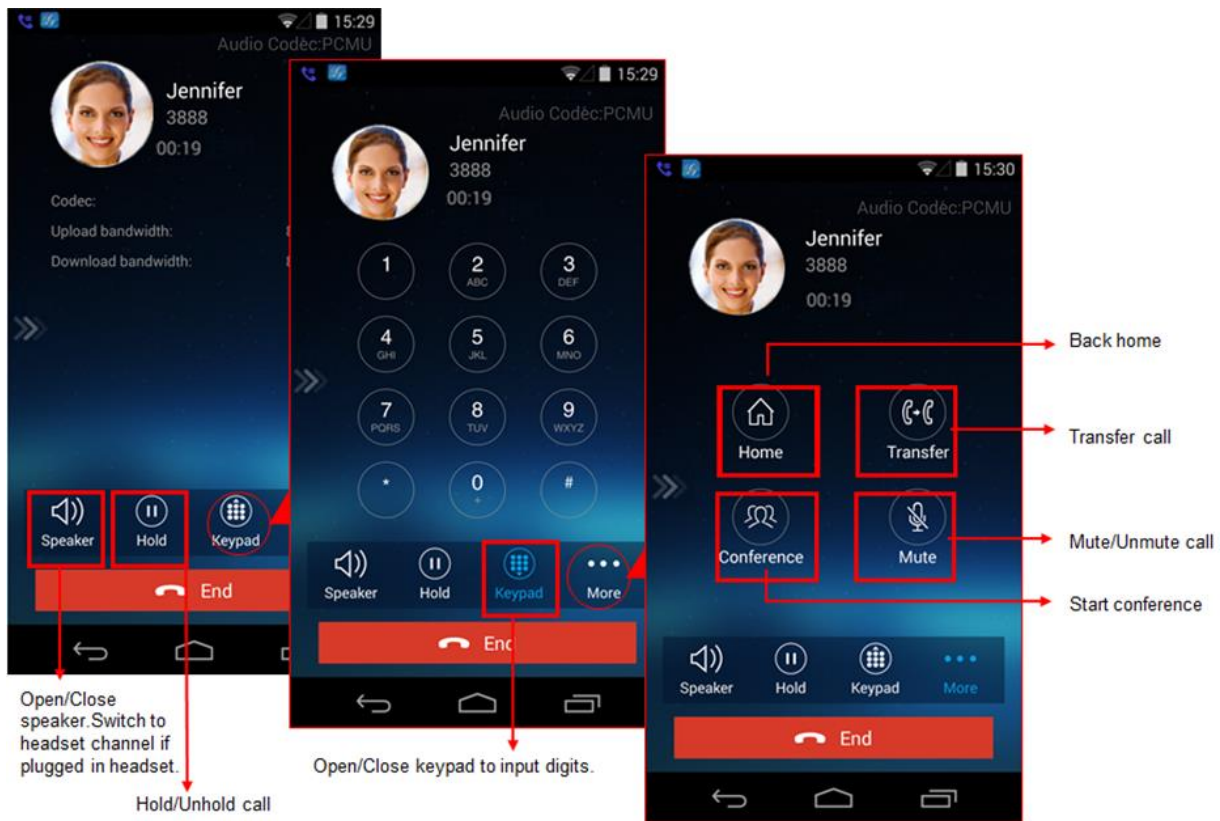 15:29
Audio Codec:PCMU
Jennifer
3888
00:19
Codec:
Upload bandwidth:
Download bandwidth:
Speaker
Hold
Keypad
End
Open/Close
speaker.Switch to
headset channel if
plugged in headset.
Hold/Unhold call
15:29
Audio Codec:PCMU
Jennifer
3888
00:19
1
2
ABC
3
DEF
4
GHI
5
JKL
6
MNO
7
PQRS
8
TUV
9
WXYZ
*
0
+
#
Speaker
Hold
Keypad
More
End
Open/Close keypad to input digits.
15:30
Audio Codec:PCMU
Jennifer
3888
00:19
Home
Transfer
Conference
Mute
Speaker
Hold
Keypad
More
End
Back home
Transfer call
Mute/Unmute call
Start conference